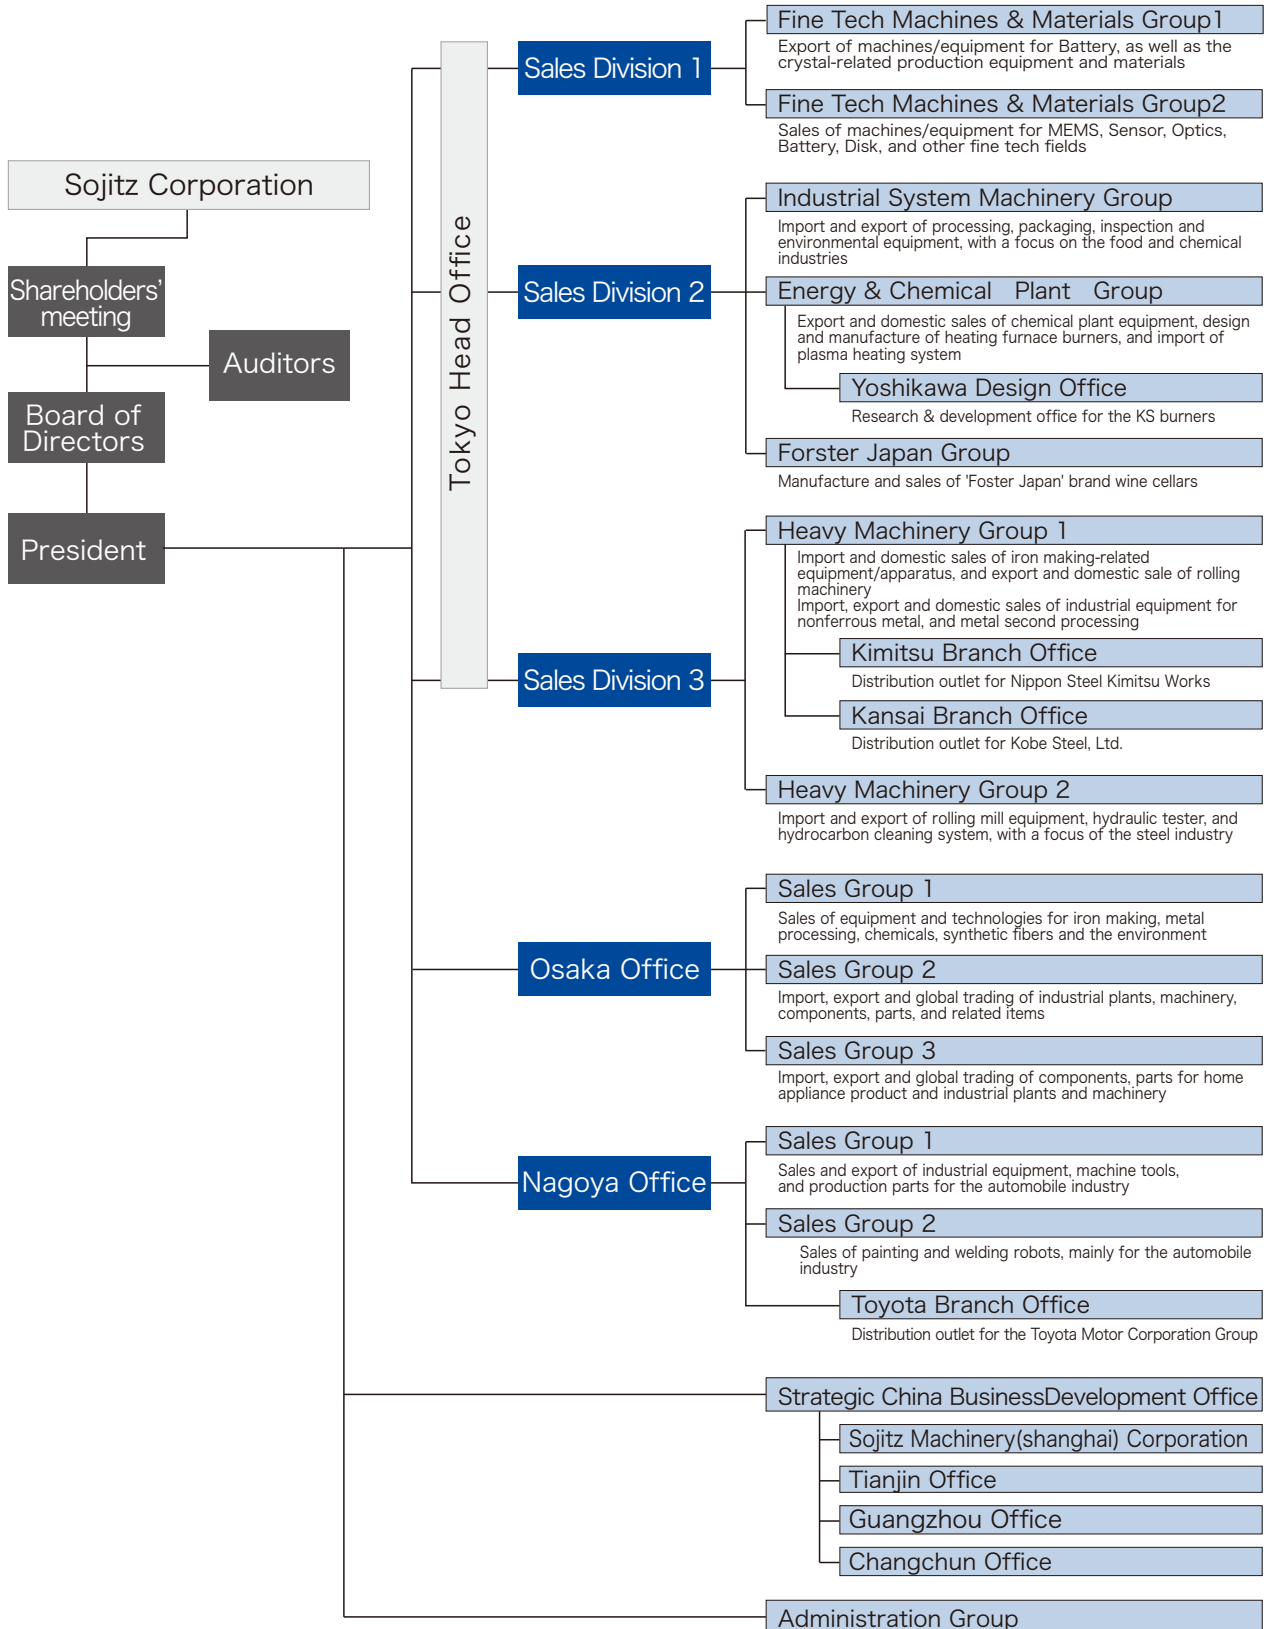 Sojitz Corporation
Shareholders'
meeting
Auditors
Board of
Directors
President
Tokyo Head Office
Sales Division 1
Fine Tech Machines & Materials Group1
Export of machines/equipment for Battery, as well as the
crystal-related production equipment and materials
Fine Tech Machines & Materials Group2
Sales of machines/equipment for MEMS, Sensor, Optics,
Battery, Disk, and other fine tech fields
Sales Division 2
Industrial System Machinery Group
Import and export of processing, packaging, inspection and
environmental equipment, with a focus on the food and chemical
industries
Energy & Chemical Plant Group
Export and domestic sales of chemical plant equipment, design
and manufacture of heating furnace burners, and import of
plasma heating system
Yoshikawa Design Office
Research & development office for the KS burners
Forster Japan Group
Manufacture and sales of 'Foster Japan' brand wine cellars
Sales Division 3
Heavy Machinery Group 1
Import and domestic sales of iron making-related
equipment/apparatus, and export and domestic sale of rolling
machinery
Import, export and domestic sales of industrial equipment for
nonferrous metal, and metal second processing
Kimitsu Branch Office
Distribution outlet for Nippon Steel Kimitsu Works
Kansai Branch Office
Distribution outlet for Kobe Steel, Ltd.
Heavy Machinery Group 2
Import and export of rolling mill equipment, hydraulic tester, and
hydrocarbon cleaning system, with a focus of the steel industry
Osaka Office
Sales Group 1
Sales of equipment and technologies for iron making, metal
processing, chemicals, synthetic fibers and the environment
Sales Group 2
Import, export and global trading of industrial plants, machinery,
components, parts, and related items
Sales Group 3
Import, export and global trading of components, parts for home
appliance product and industrial plants and machinery
Nagoya Office
Sales Group 1
Sales and export of industrial equipment, machine tools,
and production parts for the automobile industry
Sales Group 2
Sales of painting and welding robots, mainly for the automobile
industry
Toyota Branch Office
Distribution outlet for the Toyota Motor Corporation Group
Strategic China BusinessDevelopment Office
Sojitz Machinery(shanghai) Corporation
Tianjin Office
Guangzhou Office
Changchun Office
Administration Group